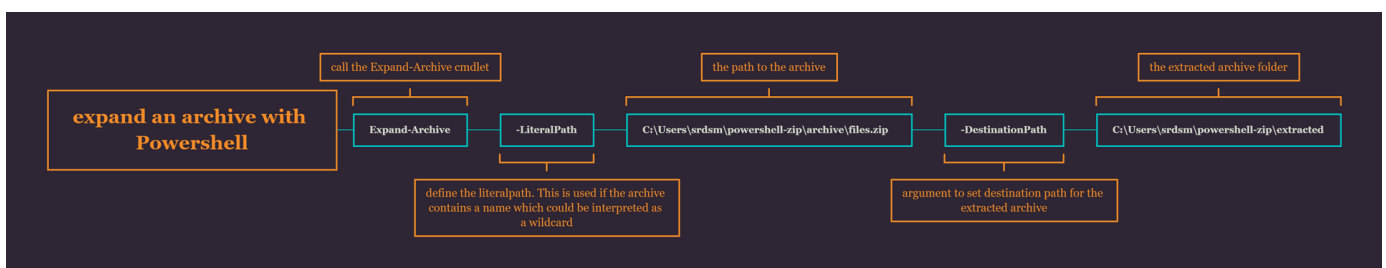 call the Expand-Archive cmdlet
the path to the archive
the extracted archive folder
expand an archive with
Powershell
Expand-Archive
-LiteralPath
C:\Users\srdsm\powershell-zip\archive\files.zip
-DestinationPath
C:\Users\srdsm\powershell-zip\extracted
define the literalpath. This is used if the archive
contains a name which could be interpreted as
a wildcard
argument to set destination path for the
extracted archive